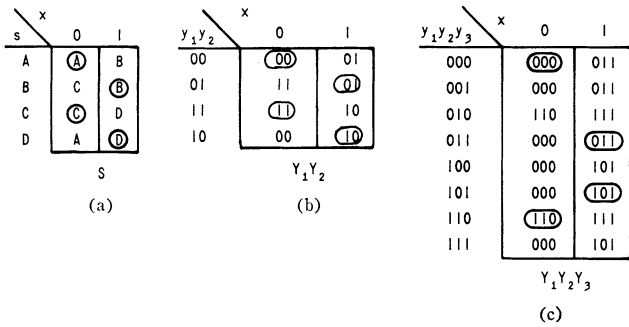 x
s 0 1
A A B
B C B
C C D
D A D
S
(a)
x
y₁y₂ 0 1
00 00 01
01 11 01
11 11 10
10 00 10
Y₁Y₂
(b)
x
y₁y₂y₃ 0 1
000 000 011
001 000 011
010 110 111
011 000 011
100 000 101
101 000 101
110 110 111
111 000 101
Y₁Y₂Y₃
(c)